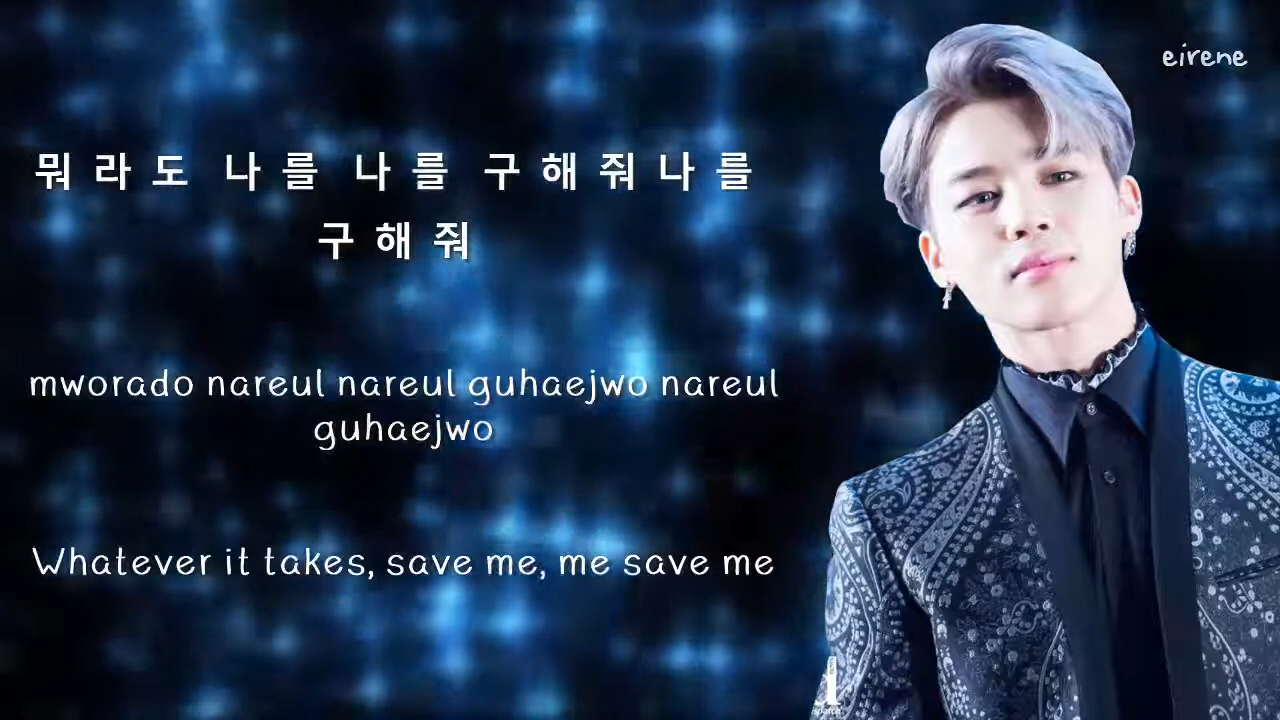 eirene
뭐 라 도 나 를 나 를 구 해 줘 나 를
구 해 줘
mworado nareul nareul guhaejwo nareul
guhaejwo
Whatever it takes, save me, me save me